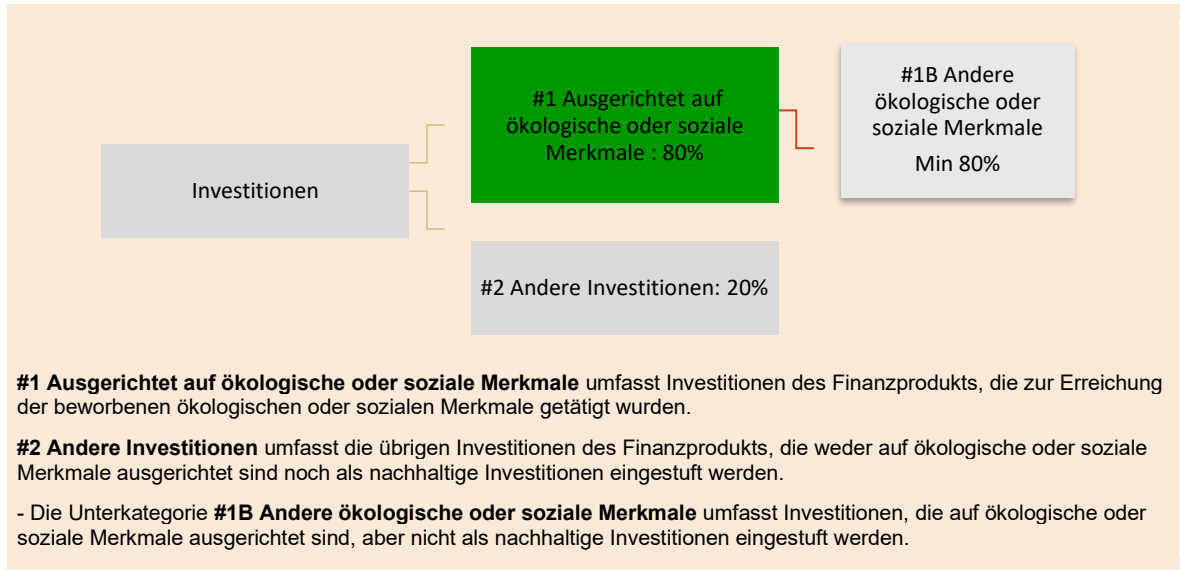 Investitionen
#1 Ausgerichtet auf
ökologische oder soziale
Merkmale : 80%
#1B Andere
ökologische oder
soziale Merkmale
Min 80%
#2 Andere Investitionen: 20%
#1 Ausgerichtet auf ökologische oder soziale Merkmale umfasst Investitionen des Finanzprodukts, die zur Erreichung
der beworbenen ökologischen oder sozialen Merkmale getätigt wurden.
#2 Andere Investitionen umfasst die übrigen Investitionen des Finanzprodukts, die weder auf ökologische oder soziale
Merkmale ausgerichtet sind noch als nachhaltige Investitionen eingestuft werden.
- Die Unterkategorie #1B Andere ökologische oder soziale Merkmale umfasst Investitionen, die auf ökologische oder
soziale Merkmale ausgerichtet sind, aber nicht als nachhaltige Investitionen eingestuft werden.